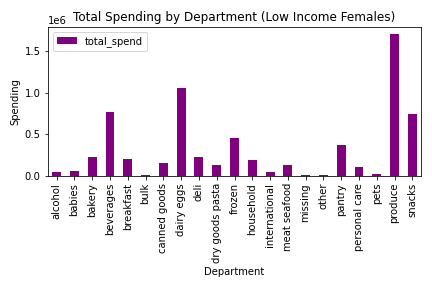 Total Spending by Department (Low Income Females)
1e6
total_spend
1.5
1.0
0.5
0.0
Spending
alcohol
babies
bakery
beverages
breakfast
bulk
canned goods
dairy eggs
deli
dry goods pasta
frozen
household
international
meat seafood
missing
other
pantry
personal care
pets
produce
snacks
Department